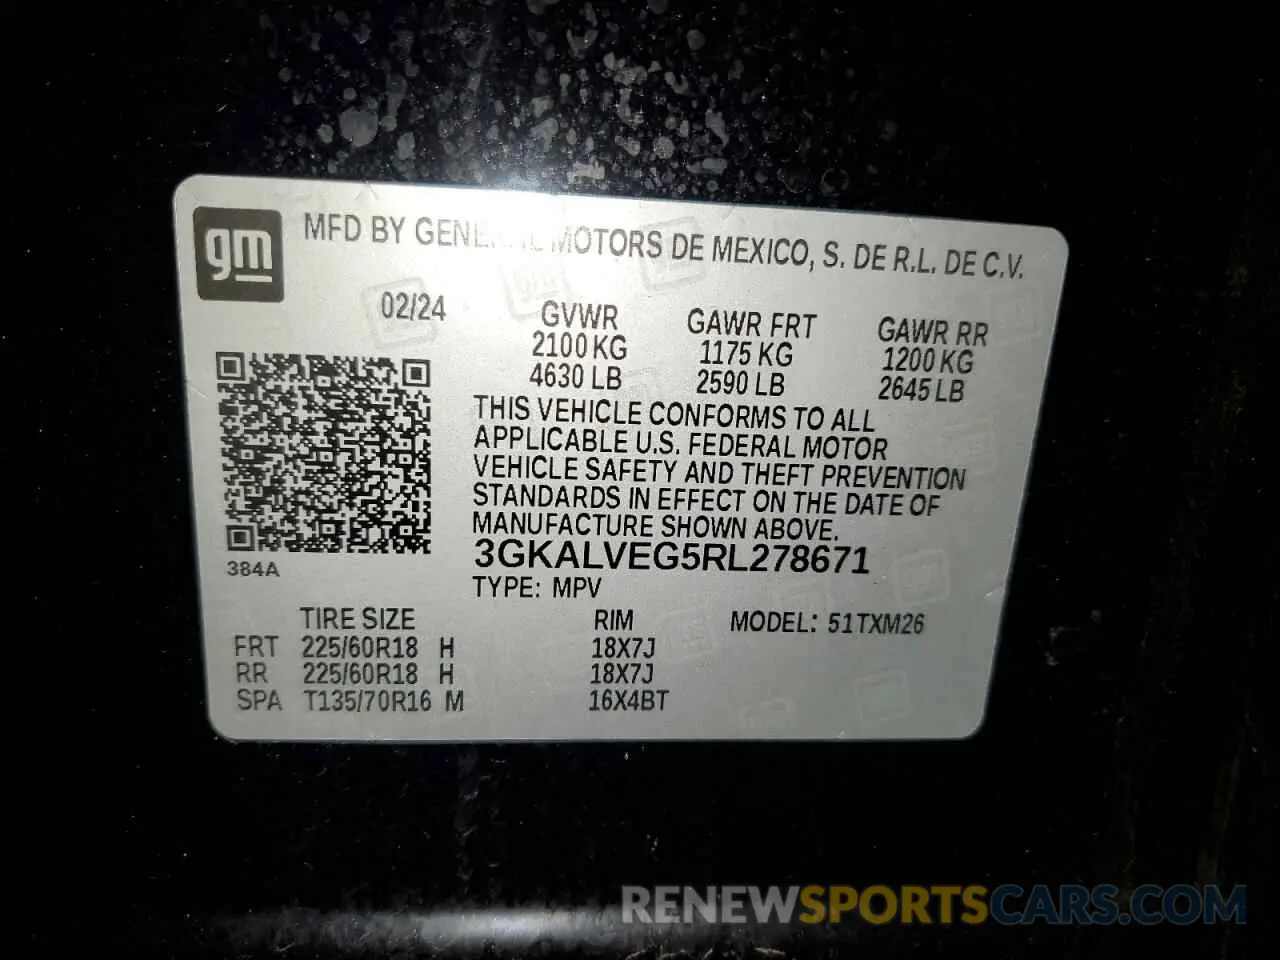 gm
MFD BY GENERAL MOTORS DE MEXICO, S. DE R.L. DE C.V.
02/24
GVWR GAWR FRT GAWR RR
2100 KG 1175 KG 1200 KG
4630 LB 2590 LB 2645 LB
THIS VEHICLE CONFORMS TO ALL
APPLICABLE U.S. FEDERAL MOTOR
VEHICLE SAFETY AND THEFT PREVENTION
STANDARDS IN EFFECT ON THE DATE OF
MANUFACTURE SHOWN ABOVE.
3GKALVEG5RL278671
384A
TYPE: MPV
TIRE SIZE RIM MODEL: 51TXM26
FRT 225/60R18 H 18X7J
RR 225/60R18 H 18X7J
SPA T135/70R16 M 16X4BT
RENEWSPORTSCARS.COM